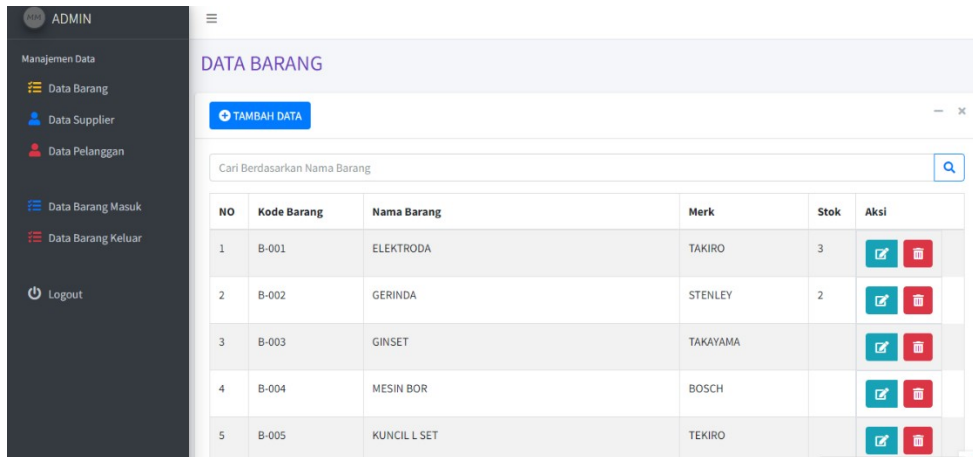 MM ADMIN
Manajemen Data
Data Barang
Data Supplier
Data Pelanggan
Data Barang Masuk
Data Barang Keluar
Logout
DATA BARANG
TAMBAH DATA
Cari Berdasarkan Nama Barang
NO Kode Barang Nama Barang Merk Stok Aksi
1 B-001 ELEKTRODA TAKIRO 3
2 B-002 GERINDA STENLEY 2
3 B-003 GINSET TAKAYAMA
4 B-004 MESIN BOR BOSCH
5 B-005 KUNCIL L SET TEKIRO